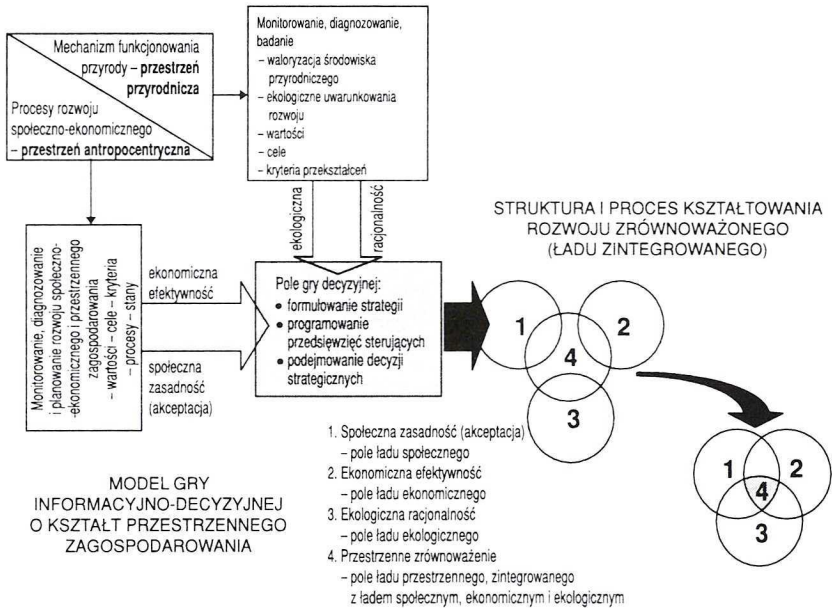 Mechanizm funkcjonowania
przyrody – przestrzeń
przyrodnicza
Procesy rozwoju
społeczno-ekonomicznego
– przestrzeń antropocentryczna
Monitorowanie, diagnozowanie,
badanie
– waloryzacja środowiska
przyrodniczego
– ekologiczne uwarunkowania
rozwoju
– wartości
– cele
– kryteria przekształceń
ekologiczna
racjonalność
Monitorowanie, diagnozowanie
i planowanie rozwoju społeczno-
-ekonomicznego i przestrzennego
zagospodarowania
– wartości – cele – kryteria
– procesy – stany
ekonomiczna
efektywność
społeczna
zasadność
(akceptacja)
Pole gry decyzyjnej:
• formułowanie strategii
• programowanie
przedsięwzięć sterujących
• podejmowanie decyzji
strategicznych
STRUKTURA I PROCES KSZTAŁTOWANIA
ROZWOJU ZRÓWNOWAŻONEGO
(ŁADU ZINTEGROWANEGO)
1
2
4
3
1
2
4
3
MODEL GRY
INFORMACYJNO-DECYZYJNEJ
O KSZTAŁT PRZESTRZENNEGO
ZAGOSPODAROWANIA
1. Społeczna zasadność (akceptacja)
– pole ładu społecznego
2. Ekonomiczna efektywność
– pole ładu ekonomicznego
3. Ekologiczna racjonalność
– pole ładu ekologicznego
4. Przestrzenne zrównoważenie
– pole ładu przestrzennego, zintegrowanego
z ładem społecznym, ekonomicznym i ekologicznym